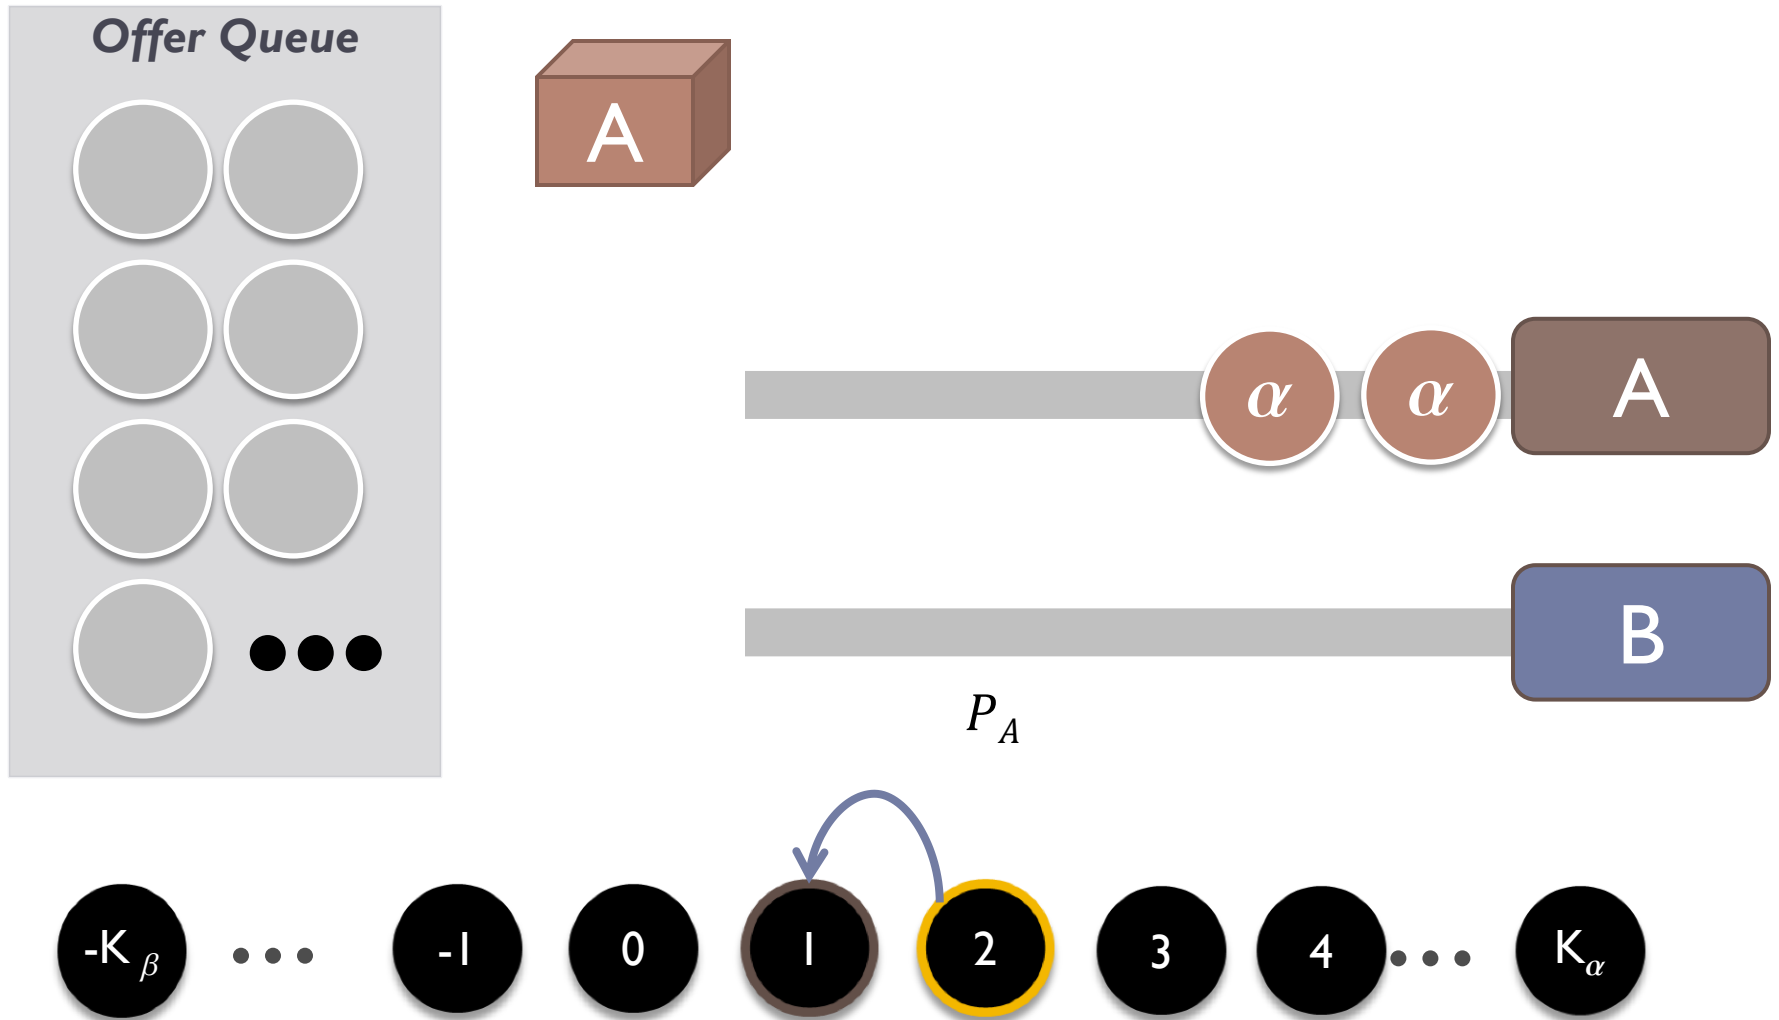 Offer Queue
A
α α A
B
P_A
-K_β ... -1 0 1 2 3 4 ... K_α